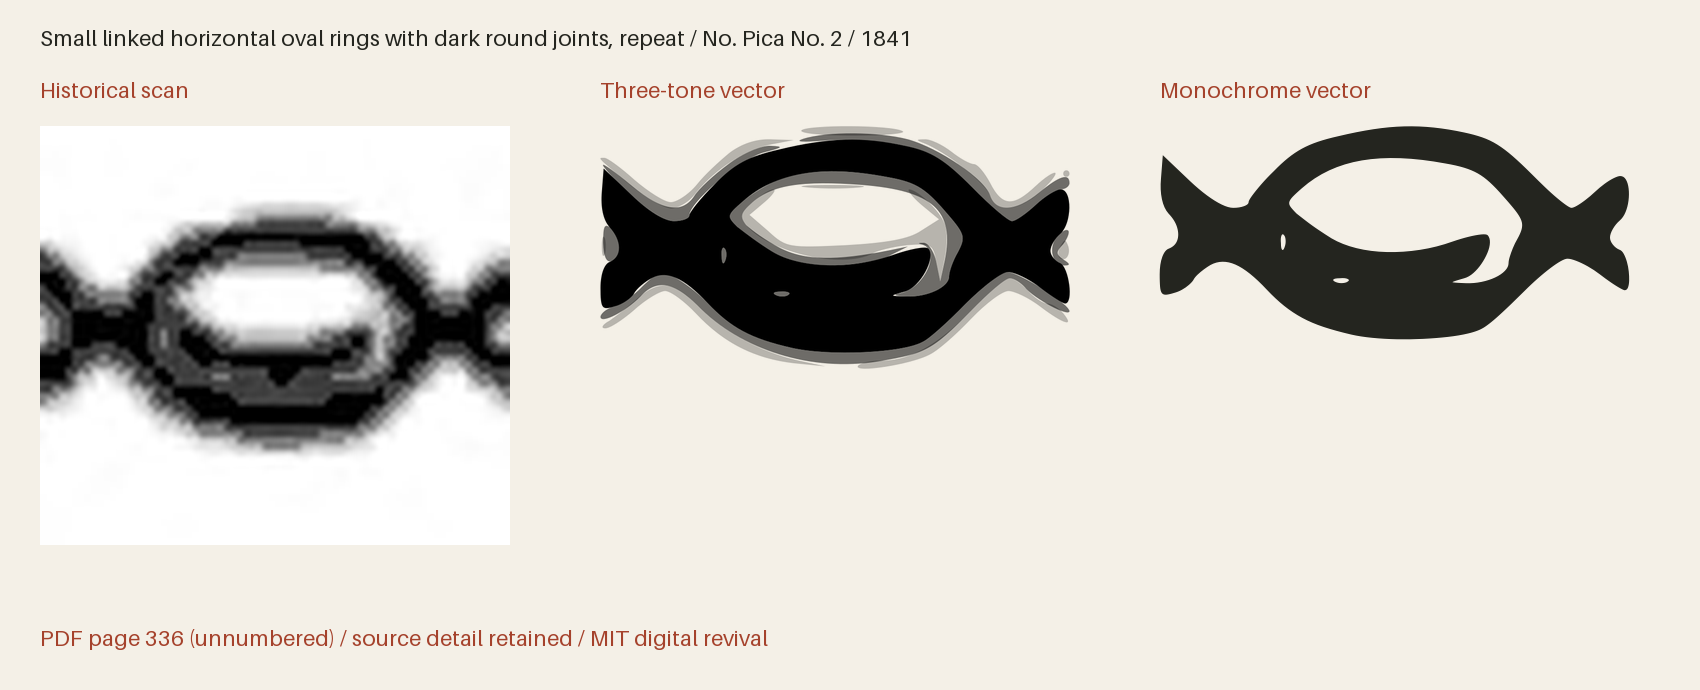 Small linked horizontal oval rings with dark round joints, repeat / No. Pica No. 2 / 1841
Historical scan
Three-tone vector
Monochrome vector
PDF page 336 (unnumbered) / source detail retained / MIT digital revival